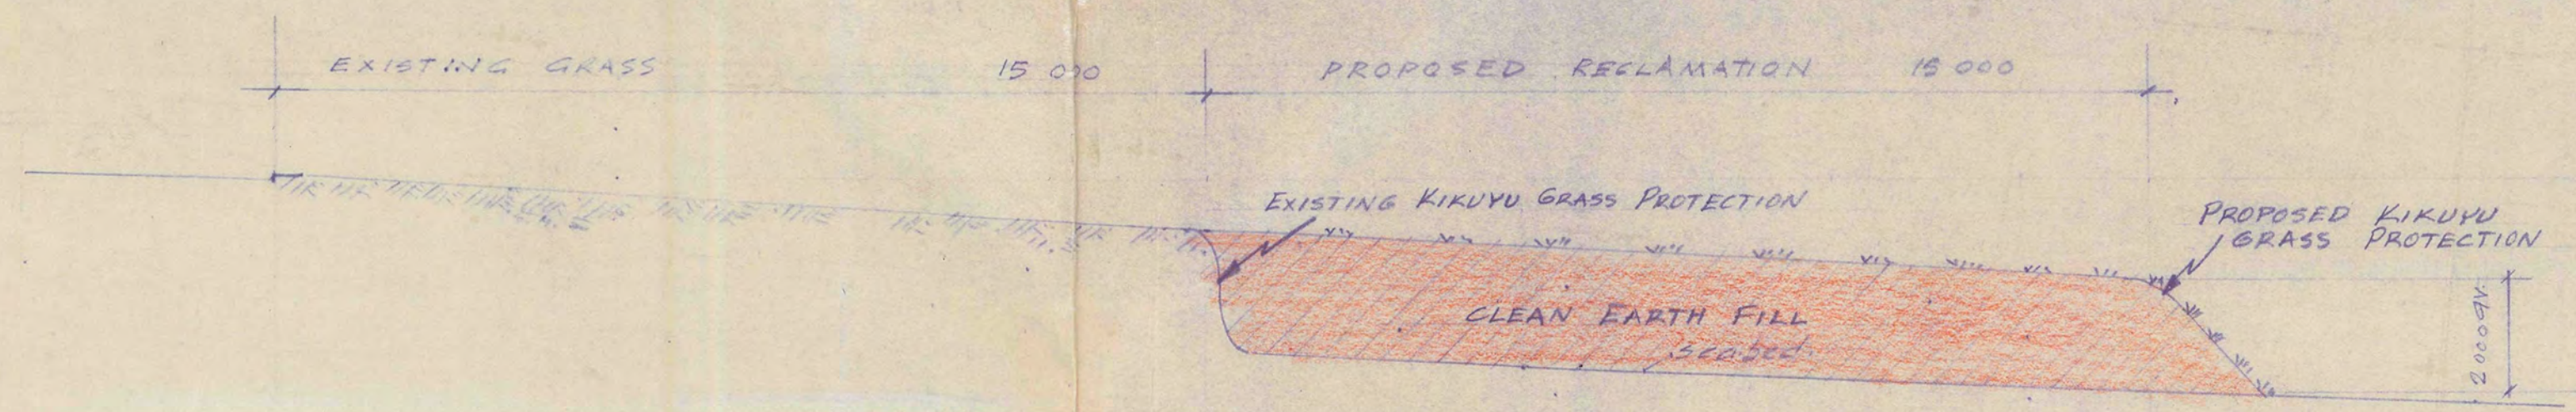 EXISTING GRASS 15 000
PROPOSED RECLAMATION 15 000
EXISTING KIKUYU GRASS PROTECTION
PROPOSED KIKUYU
GRASS PROTECTION
CLEAN EARTH FILL
seabed
2000 av.